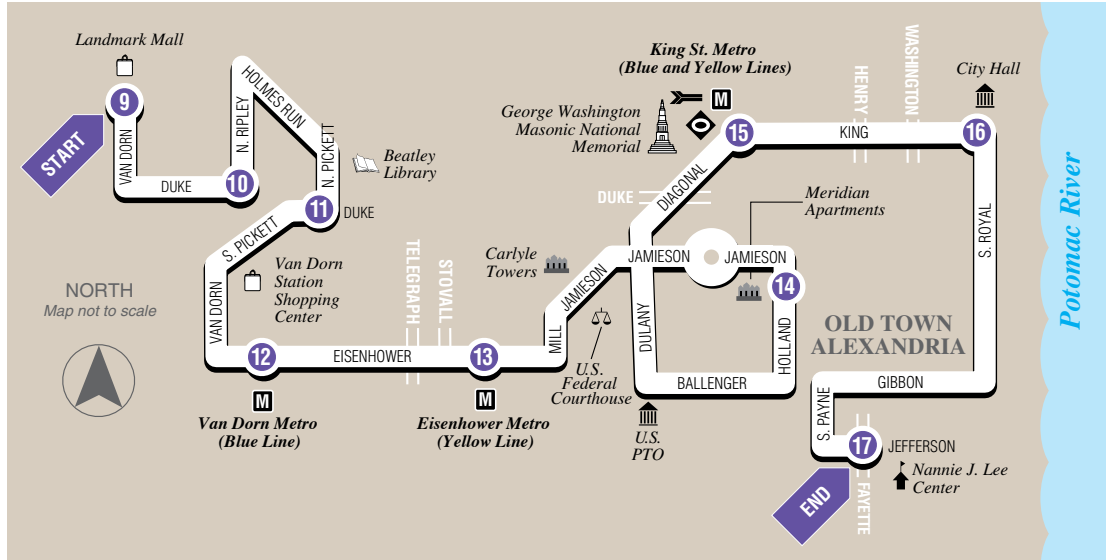 Landmark Mall
9
START
VAN DORN
DUKE
10
N. RIPLEY
HOLMES RUN
N. PICKETT
Beatley
Library
11
DUKE
S. PICKETT
Van Dorn
Station
Shopping
Center
VAN DORN
NORTH
Map not to scale
12
M
Van Dorn Metro
(Blue Line)
EISENHOWER
TELEGRAPH
STOVALL
13
M
Eisenhower Metro
(Yellow Line)
MILL
JAMIESON
Carlyle
Towers
U.S.
Federal
Courthouse
JAMIESON
JAMIESON
Meridian
Apartments
14
HOLLAND
BALLENGER
DULANY
U.S.
PTO
DUKE
DIAGONAL
King St. Metro
(Blue and Yellow Lines)
M
George Washington
Masonic National
Memorial
15
KING
HENRY
WASHINGTON
City Hall
16
S. ROYAL
OLD TOWN
ALEXANDRIA
GIBBON
S. PAYNE
17
JEFFERSON
Nannie J. Lee
Center
FAYETTE
END
Potomac River